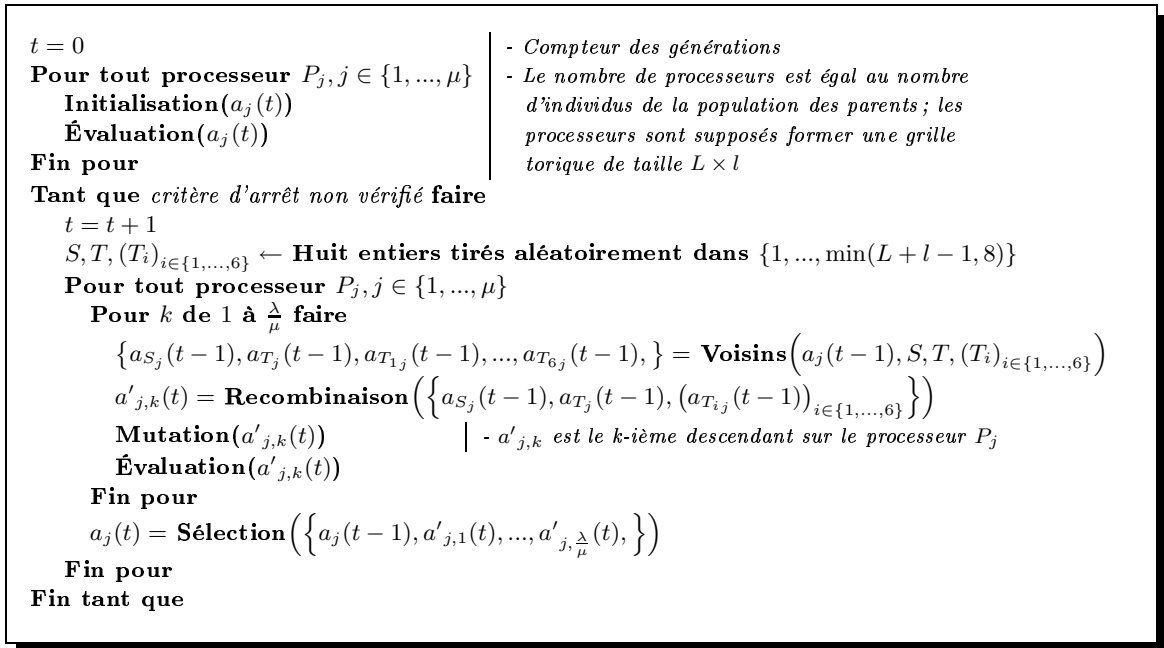 t = 0 - Compteur des générations
Pour tout processeur P_j, j ∈ {1, ..., μ} - Le nombre de processeurs est égal au nombre
Initialisation(a_j(t)) d'individus de la population des parents ; les
Évaluation(a_j(t)) processeurs sont supposés former une grille
Fin pour torique de taille L × l
Tant que critère d'arrêt non vérifié faire
t = t + 1
S, T, (T_i)_{i∈{1,...,6}} ← Huit entiers tirés aléatoirement dans {1, ..., min(L + l − 1, 8)}
Pour tout processeur P_j, j ∈ {1, ..., μ}
Pour k de 1 à λ/μ faire
{a_{S_j}(t − 1), a_{T_j}(t − 1), a_{T_{1j}}(t − 1), ..., a_{T_{6j}}(t − 1), } = Voisins(a_j(t − 1), S, T, (T_i)_{i∈{1,...,6}})
a'_{j,k}(t) = Recombinaison({a_{S_j}(t − 1), a_{T_j}(t − 1), (a_{T_{ij}}(t − 1))_{i∈{1,...,6}}})
Mutation(a'_{j,k}(t)) - a'_{j,k} est le k-ième descendant sur le processeur P_j
Évaluation(a'_{j,k}(t))
Fin pour
a_j(t) = Sélection({a_j(t − 1), a'_{j,1}(t), ..., a'_{j,λ/μ}(t), })
Fin pour
Fin tant que